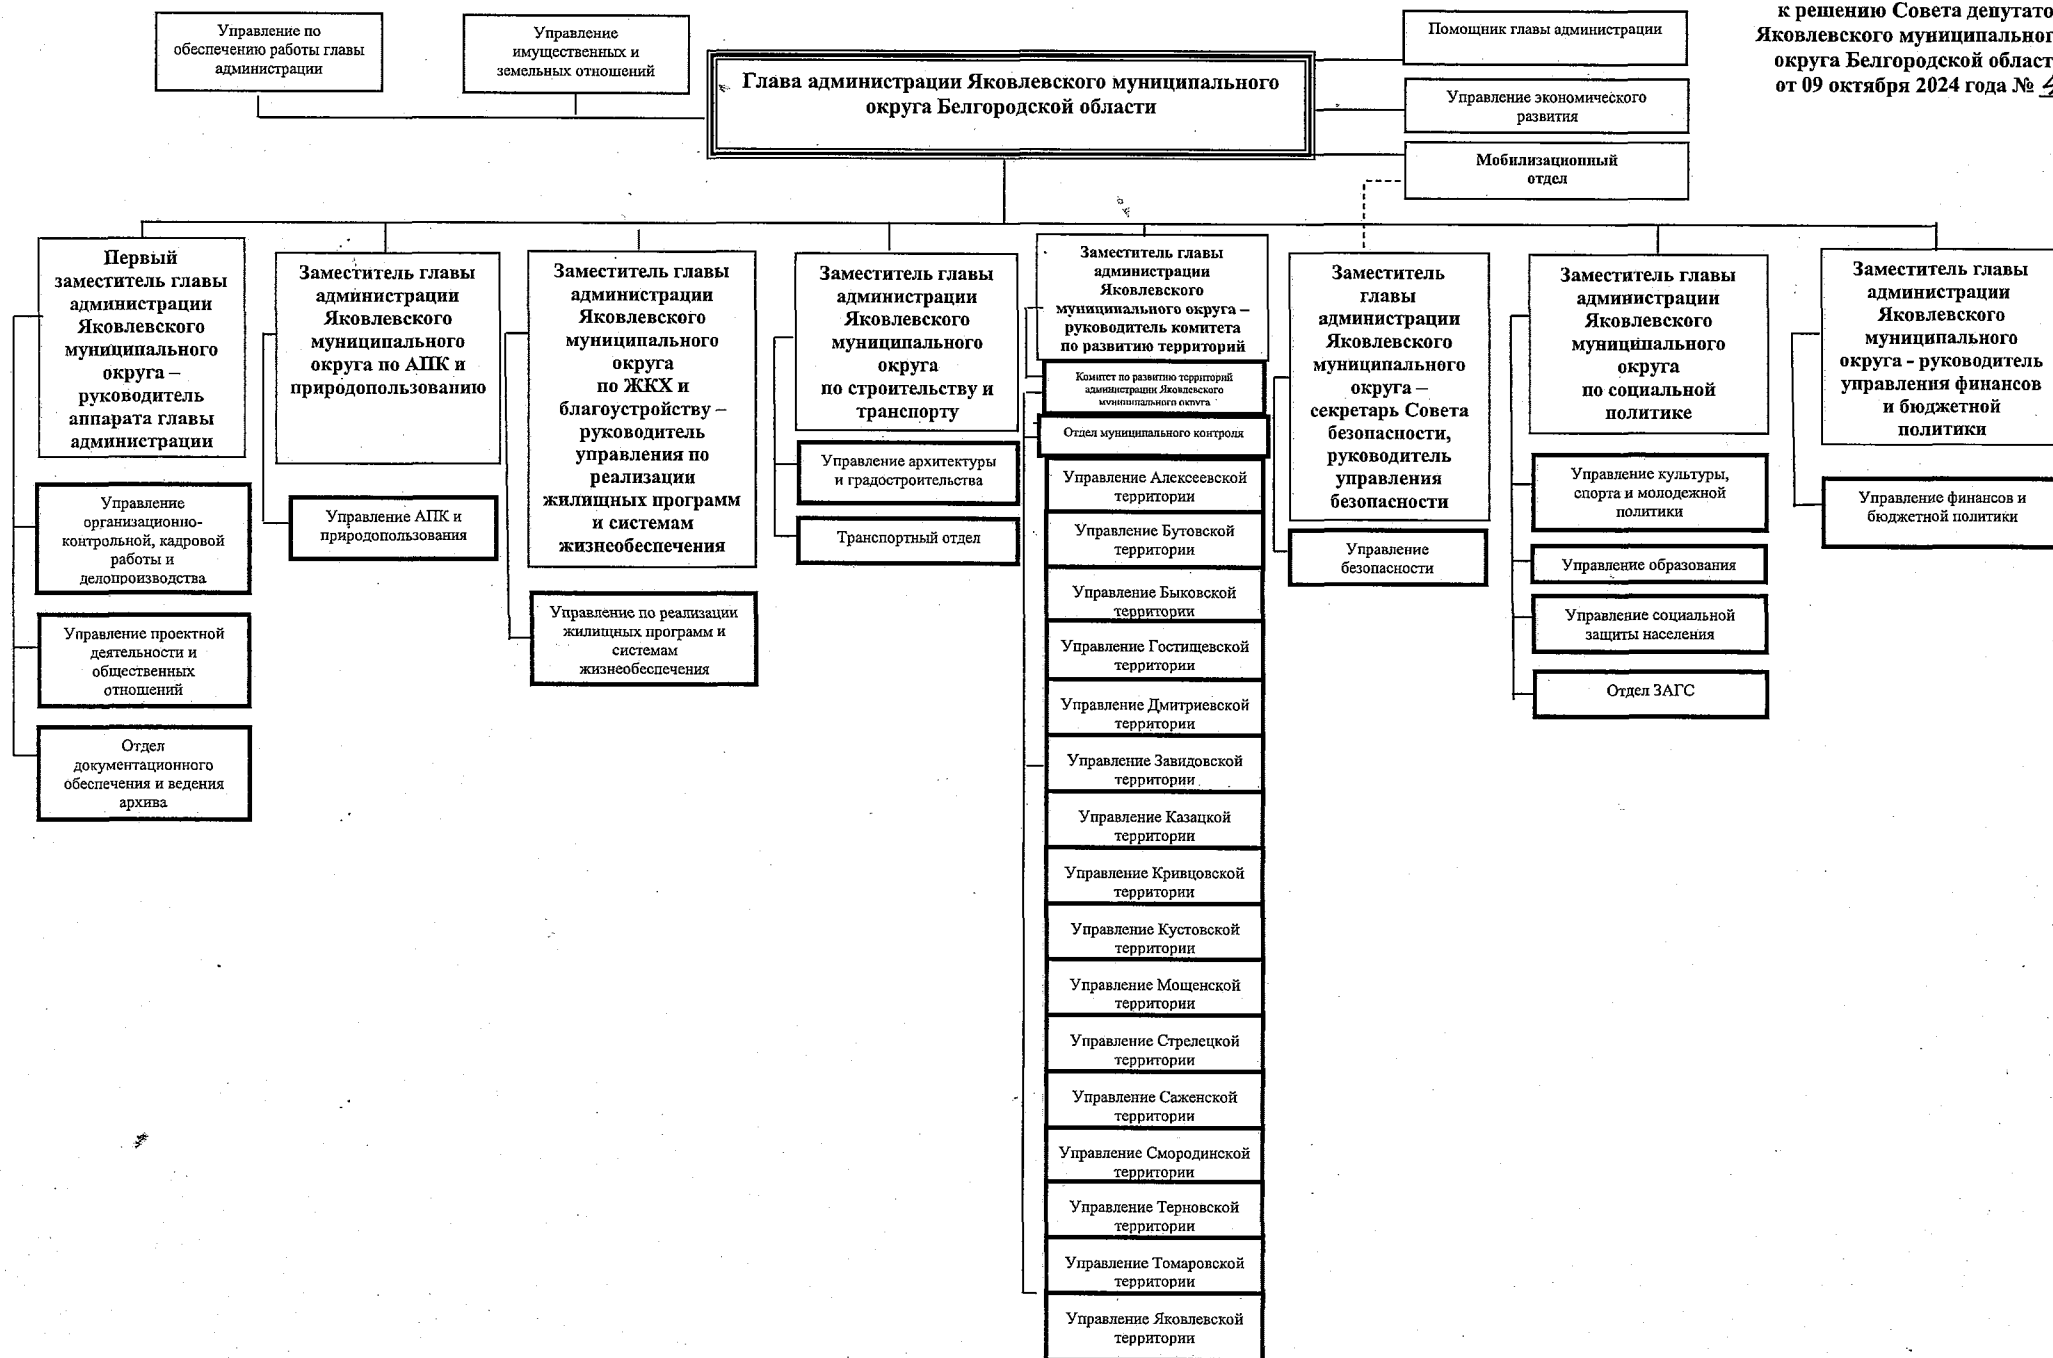 Управление по
обеспечению работы главы
администрации
Управление
имущественных и
земельных отношений
Глава администрации Яковлевского муниципального
округа Белгородской области
Помощник главы администрации
Управление экономического
развития
Мобилизационный
отдел
к решению Совета депутато
Яковлевского муниципальног
округа Белгородской област
от 09 октября 2024 года №
Первый
заместитель главы
администрации
Яковлевского
муниципального
округа –
руководитель
аппарата главы
администрации
Управление
организационно-
контрольной, кадровой
работы и
делопроизводства
Управление проектной
деятельности и
общественных
отношений
Отдел
документационного
обеспечения и ведения
архива
Заместитель главы
администрации
Яковлевского
муниципального
округа по АПК и
природопользованию
Управление АПК и
природопользования
Заместитель главы
администрации
Яковлевского
муниципального
округа
по ЖКХ и
благоустройству –
руководитель
управления по
реализации
жилищных программ
и системам
жизнеобеспечения
Управление по реализации
жилищных программ и
системам
жизнеобеспечения
Заместитель главы
администрации
Яковлевского
муниципального
округа
по строительству и
транспорту
Управление архитектуры
и градостроительства
Транспортный отдел
Заместитель главы
администрации
Яковлевского
муниципального округа –
руководитель комитета
по развитию территорий
Комитет по развитию территорий
администрации Яковлевского
муниципального округа
Отдел муниципального контроля
Управление Алексеевской
территории
Управление Бутовской
территории
Управление Быковской
территории
Управление Гостищевской
территории
Управление Дмитриевской
территории
Управление Завидовской
территории
Управление Казацкой
территории
Управление Кривцовской
территории
Управление Кустовской
территории
Управление Мощенской
территории
Управление Стрелецкой
территории
Управление Саженской
территории
Управление Смородинской
территории
Управление Терновской
территории
Управление Томаровской
территории
Управление Яковлевской
территории
Заместитель
главы
администрации
Яковлевского
муниципального
округа –
секретарь Совета
безопасности,
руководитель
управления
безопасности
Управление
безопасности
Заместитель главы
администрации
Яковлевского
муниципального
округа
по социальной
политике
Управление культуры,
спорта и молодежной
политики
Управление образования
Управление социальной
защиты населения
Отдел ЗАГС
Заместитель главы
администрации
Яковлевского
муниципального
округа - руководитель
управления финансов
и бюджетной
политики
Управление финансов и
бюджетной политики